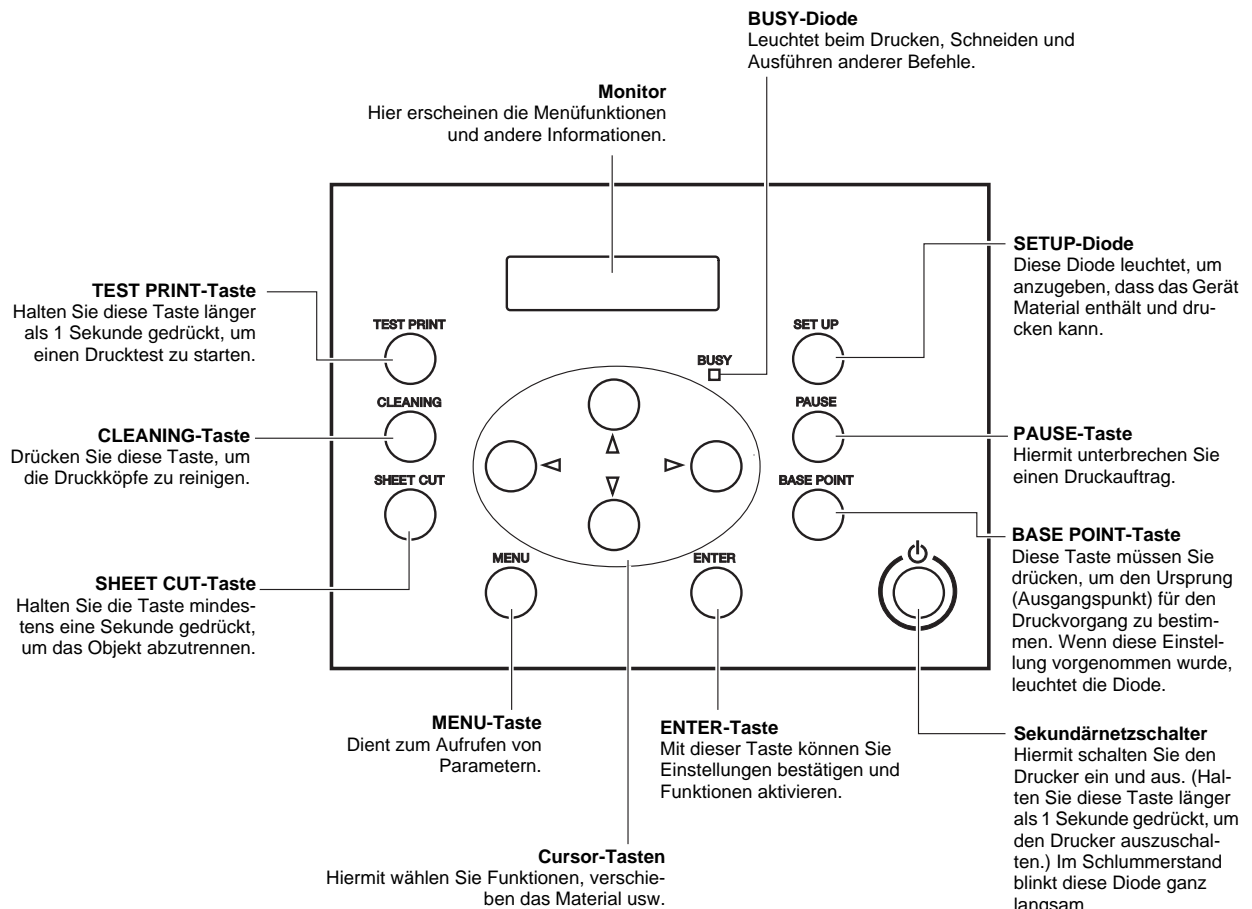 BUSY-Diode
Leuchtet beim Drucken, Schneiden und
Ausführen anderer Befehle.
Monitor
Hier erscheinen die Menüfunktionen
und andere Informationen.
TEST PRINT-Taste
Halten Sie diese Taste länger
als 1 Sekunde gedrückt, um
einen Drucktest zu starten.
CLEANING-Taste
Drücken Sie diese Taste, um
die Druckköpfe zu reinigen.
SHEET CUT-Taste
Halten Sie die Taste mindes-
tens eine Sekunde gedrückt,
um das Objekt abzutrennen.
TEST PRINT
CLEANING
SHEET CUT
MENU
BUSY
ENTER
SET UP
PAUSE
BASE POINT
SETUP-Diode
Diese Diode leuchtet, um
anzugeben, dass das Gerät
Material enthält und dru-
cken kann.
PAUSE-Taste
Hiermit unterbrechen Sie
einen Druckauftrag.
BASE POINT-Taste
Diese Taste müssen Sie
drücken, um den Ursprung
(Ausgangspunkt) für den
Druckvorgang zu bestim-
men. Wenn diese Einstel-
lung vorgenommen wurde,
leuchtet die Diode.
MENU-Taste
Dient zum Aufrufen von
Parametern.
ENTER-Taste
Mit dieser Taste können Sie
Einstellungen bestätigen und
Funktionen aktivieren.
Sekundärnetzschalter
Hiermit schalten Sie den
Drucker ein und aus. (Hal-
ten Sie diese Taste länger
als 1 Sekunde gedrückt, um
den Drucker auszuschal-
ten.) Im Schlummerstand
blinkt diese Diode ganz
langsam
Cursor-Tasten
Hiermit wählen Sie Funktionen, verschie-
ben das Material usw.